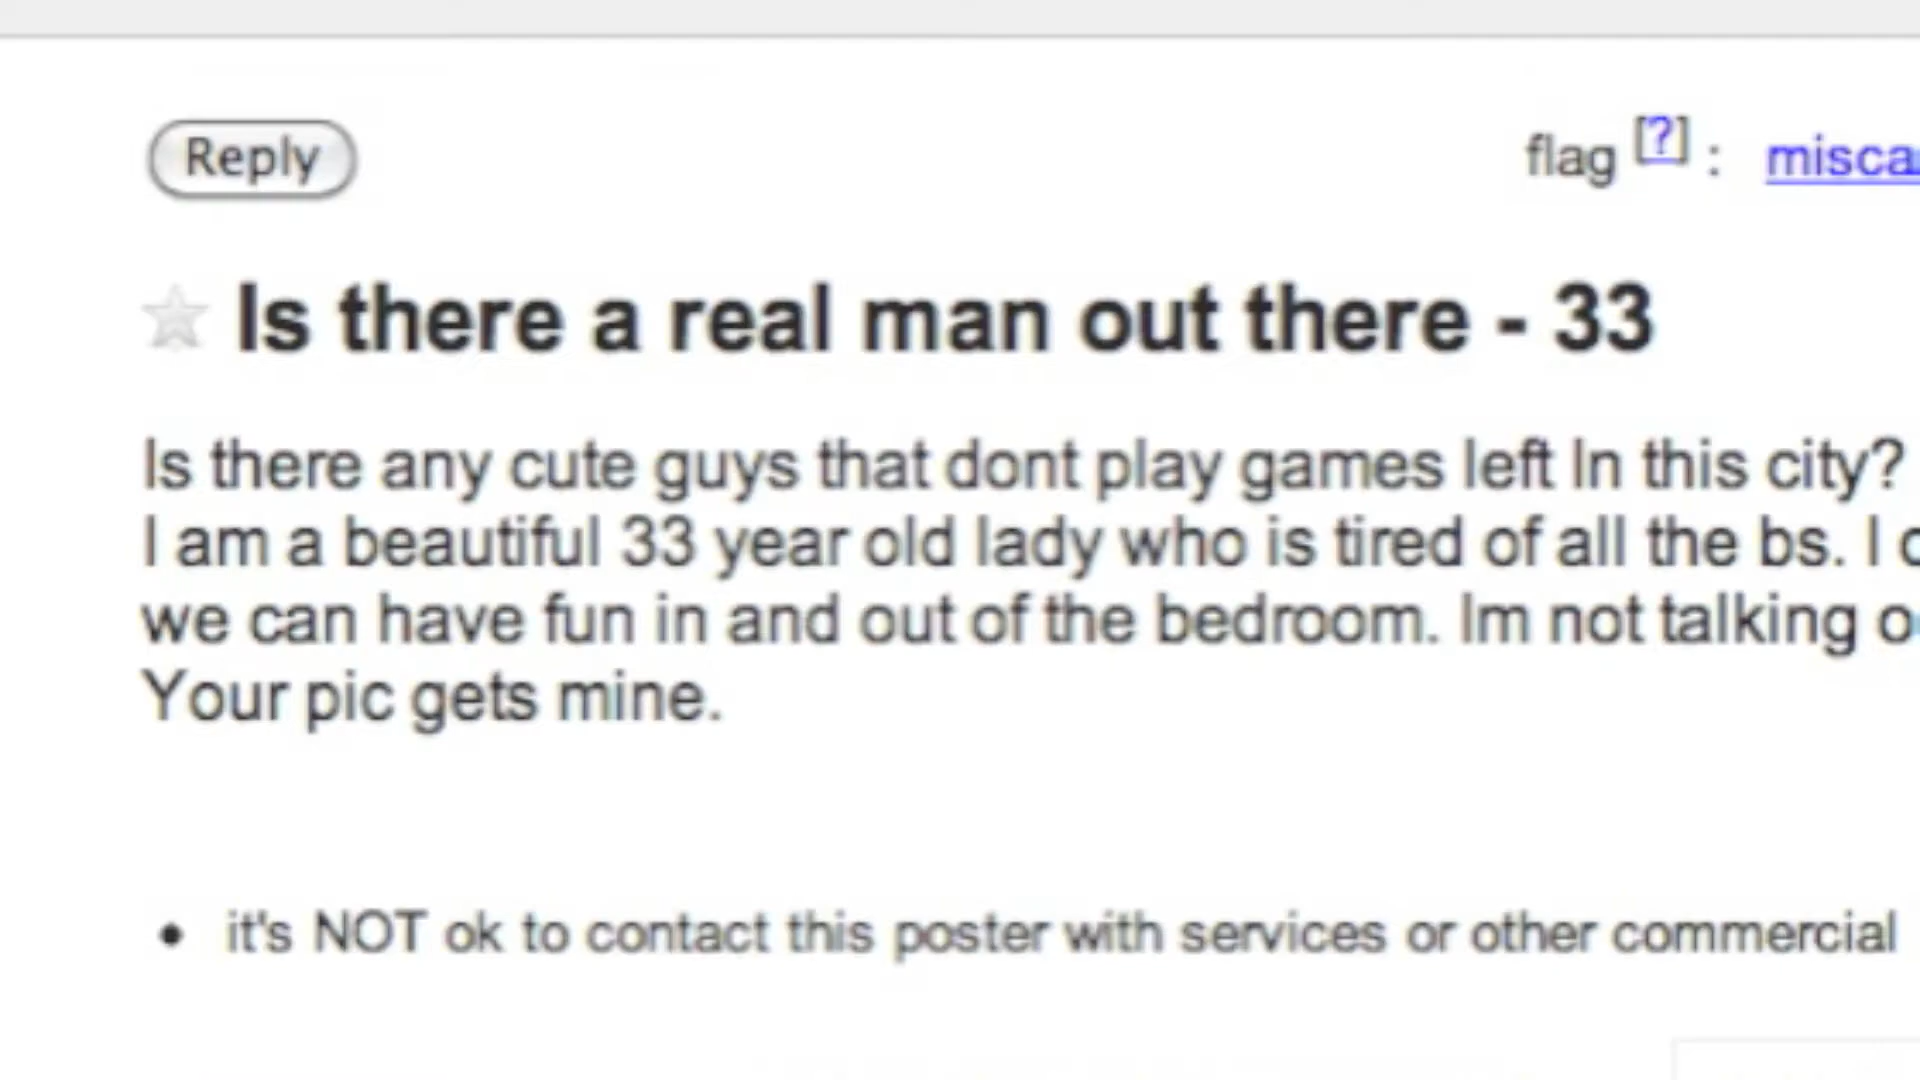 Reply
flag [?] :
Is there a real man out there - 33
Is there any cute guys that dont play games left In this city?
I am a beautiful 33 year old lady who is tired of all the bs. I
we can have fun in and out of the bedroom. Im not talking
Your pic gets mine.
it's NOT ok to contact this poster with services or other commercial